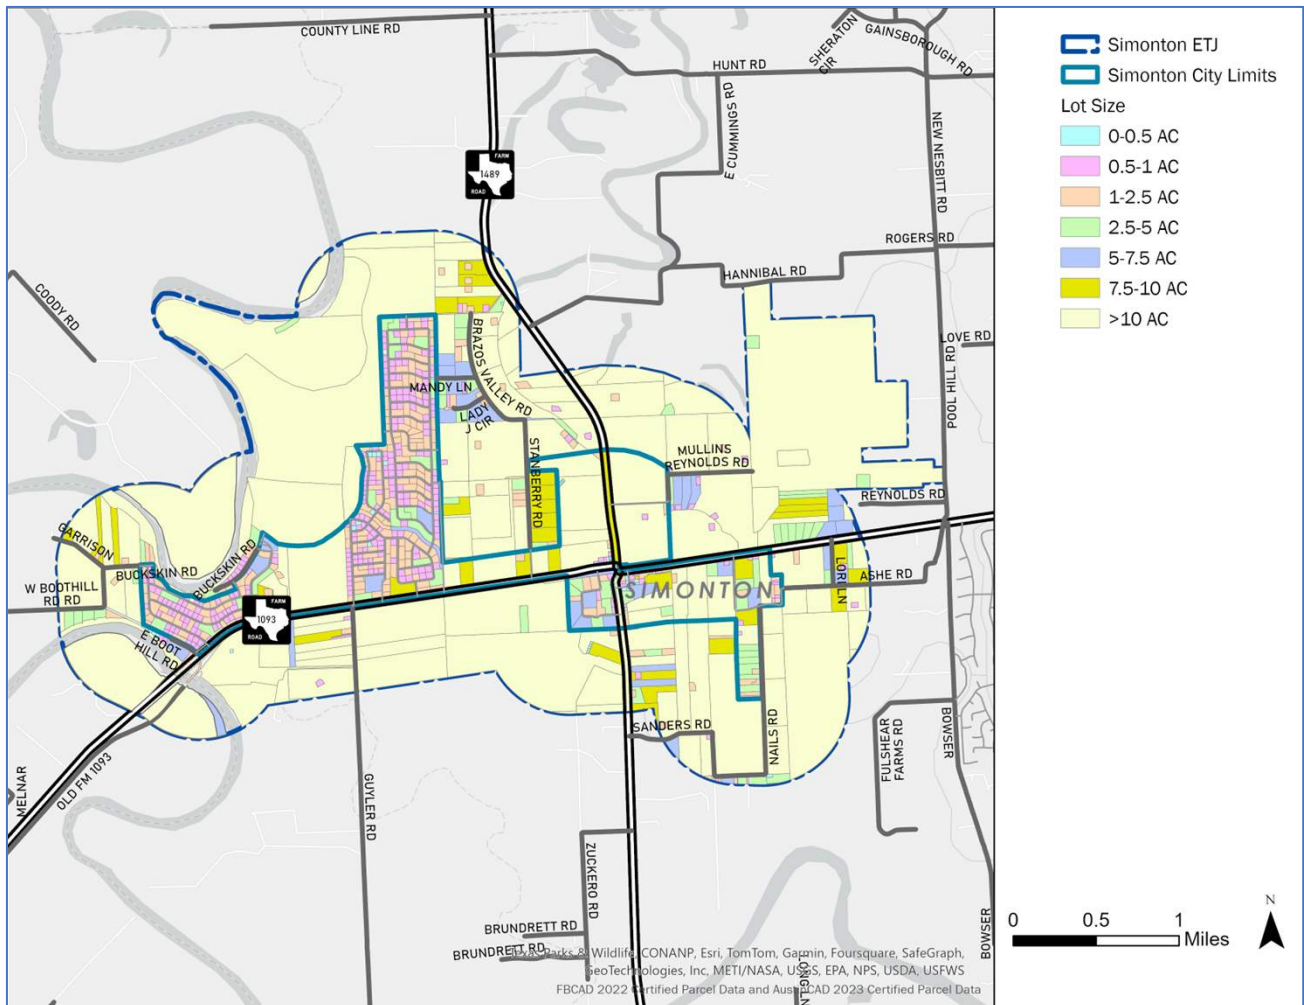 COUNTY LINE RD
SHERATON
CIR
GAINSBOROUGH RD
HUNT RD
E CUMMINGS RD
NEW NESBITT RD
FARM
1489
ROAD
ROGERS RD
HANNIBAL RD
COODY RD
LOVE RD
POOL HILL RD
BRAZOS VALLEY RD
MANDY LN
LADY
J CIR
STANBERRY RD
MULLINS
REYNOLDS RD
REYNOLDS RD
GARRISON
BUCKSKIN RD
BUCKSKIN RD
W BOOTHILL
RD RD
E BOOT
HILL RD
FARM
1093
ROAD
SIMONTON
LORI LN
ASHE RD
SANDERS RD
NAILS RD
FULSHEAR
FARMS RD
BOWSER
MELNAR
OLD FM 1093
GUYLER RD
ZUCKERO RD
BRUNDRETT RD
BRUNDRETT RD
LONG LN
BOWSER
Texas Parks & Wildlife, CONANP, Esri, TomTom, Garmin, Foursquare, SafeGraph,
GeoTechnologies, Inc, METI/NASA, USGS, EPA, NPS, USDA, USFWS
FBCAD 2022 Certified Parcel Data and AustinCAD 2023 Certified Parcel Data
Simonton ETJ
Simonton City Limits
Lot Size
0-0.5 AC
0.5-1 AC
1-2.5 AC
2.5-5 AC
5-7.5 AC
7.5-10 AC
>10 AC
0 0.5 1
Miles
N